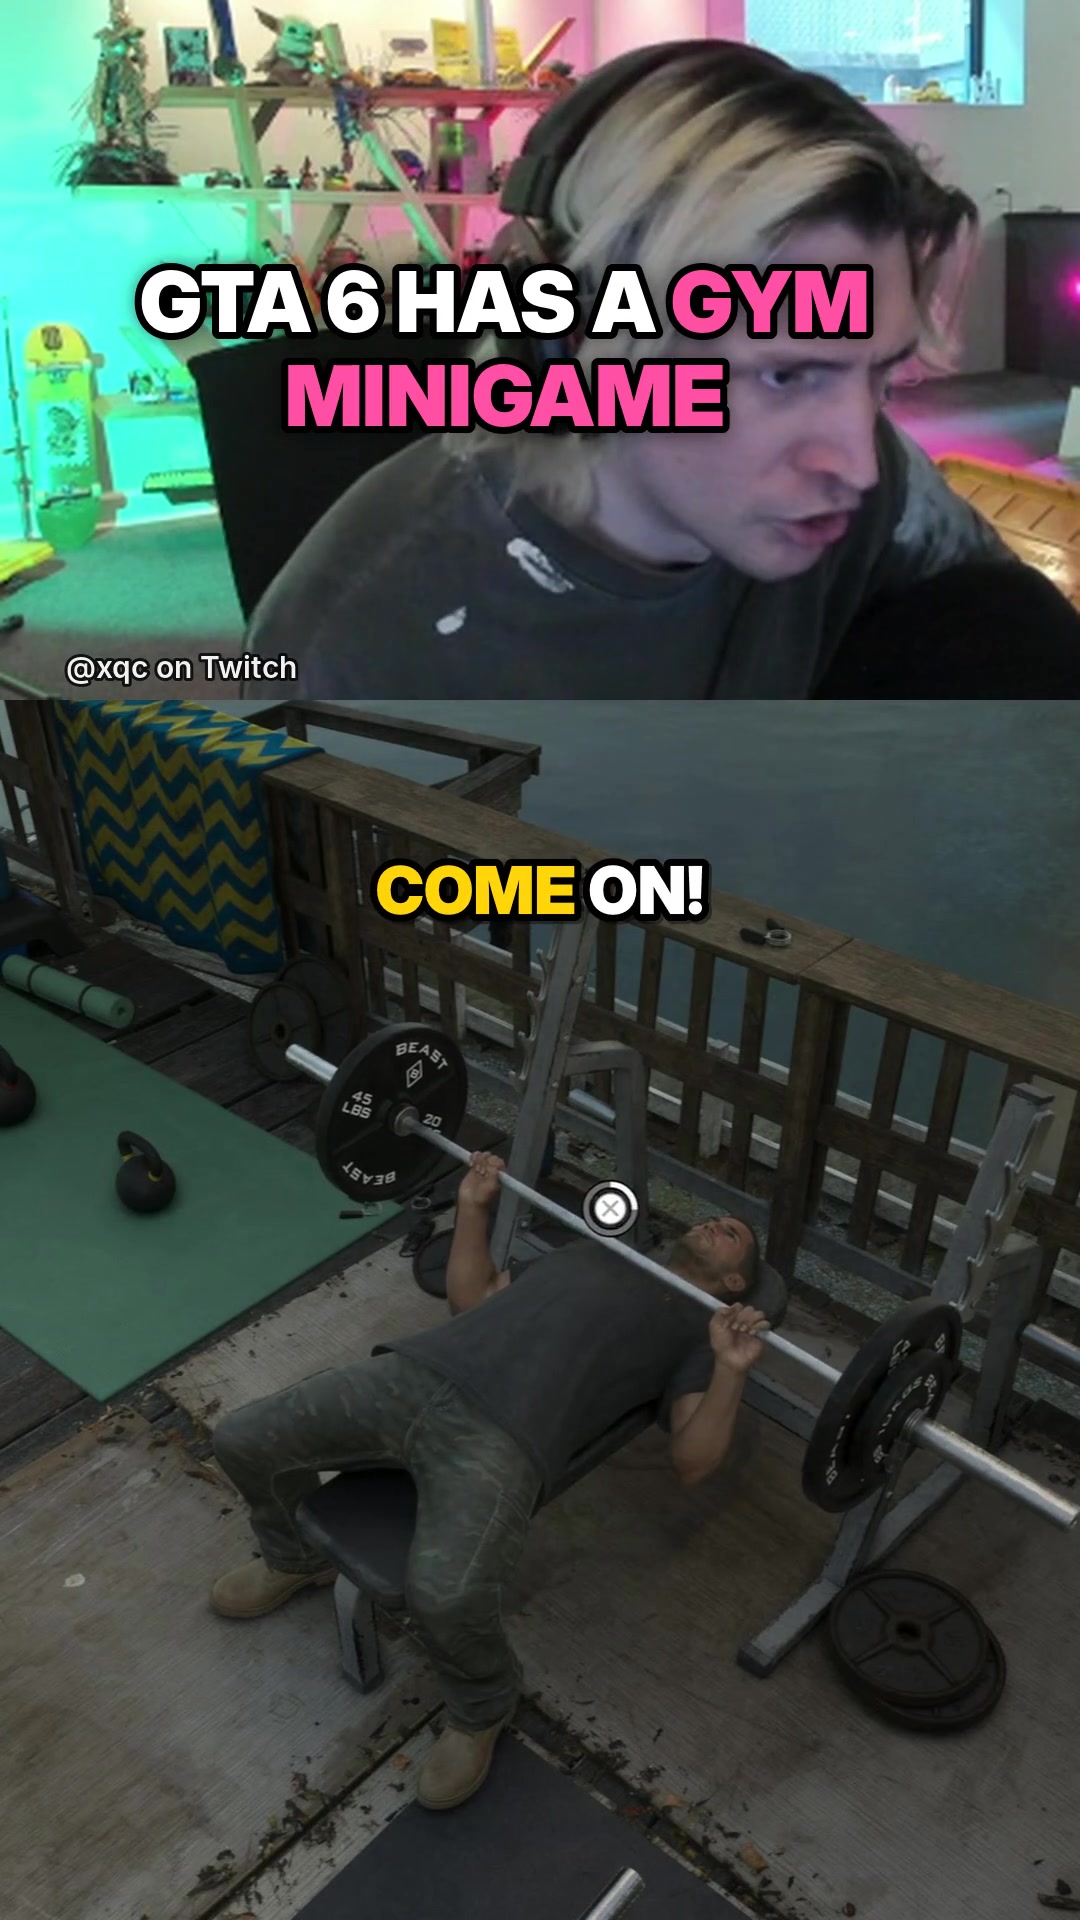 GTA 6 HAS A GYM
MINIGAME
@xqc on Twitch
COME ON!
BEAST
45
LBS
20
BEAST